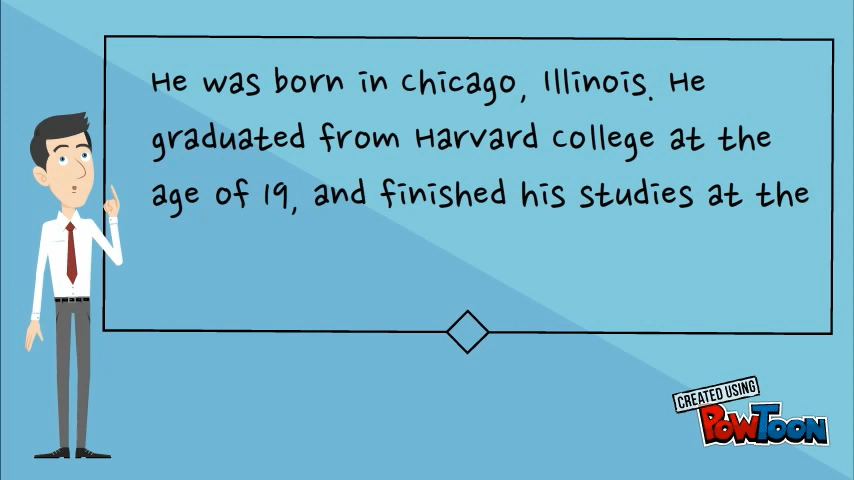 He was born in Chicago, Illinois. He
graduated from Harvard College at the
age of 19, and finished his studies at the
CREATED USING
POWTOON